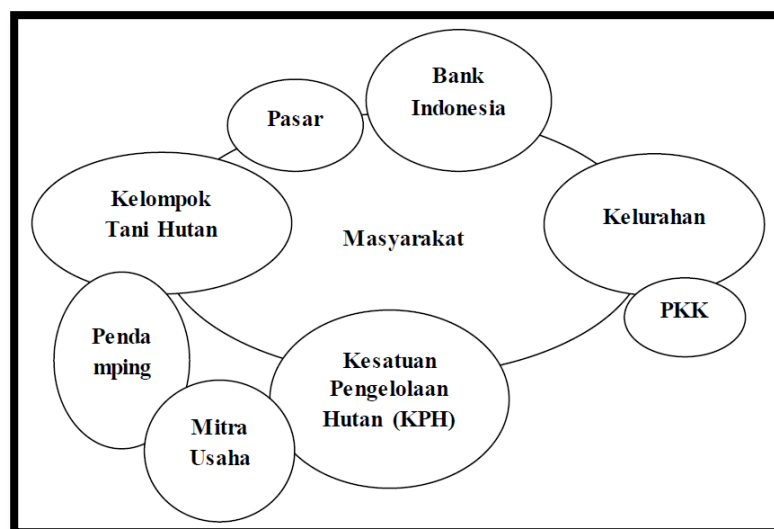 Bank
Indonesia
Pasar
Kelompok
Tani Hutan
Masyarakat
Kelurahan
PKK
Penda
mping
Kesatuan
Pengelolaan
Hutan (KPH)
Mitra
Usaha